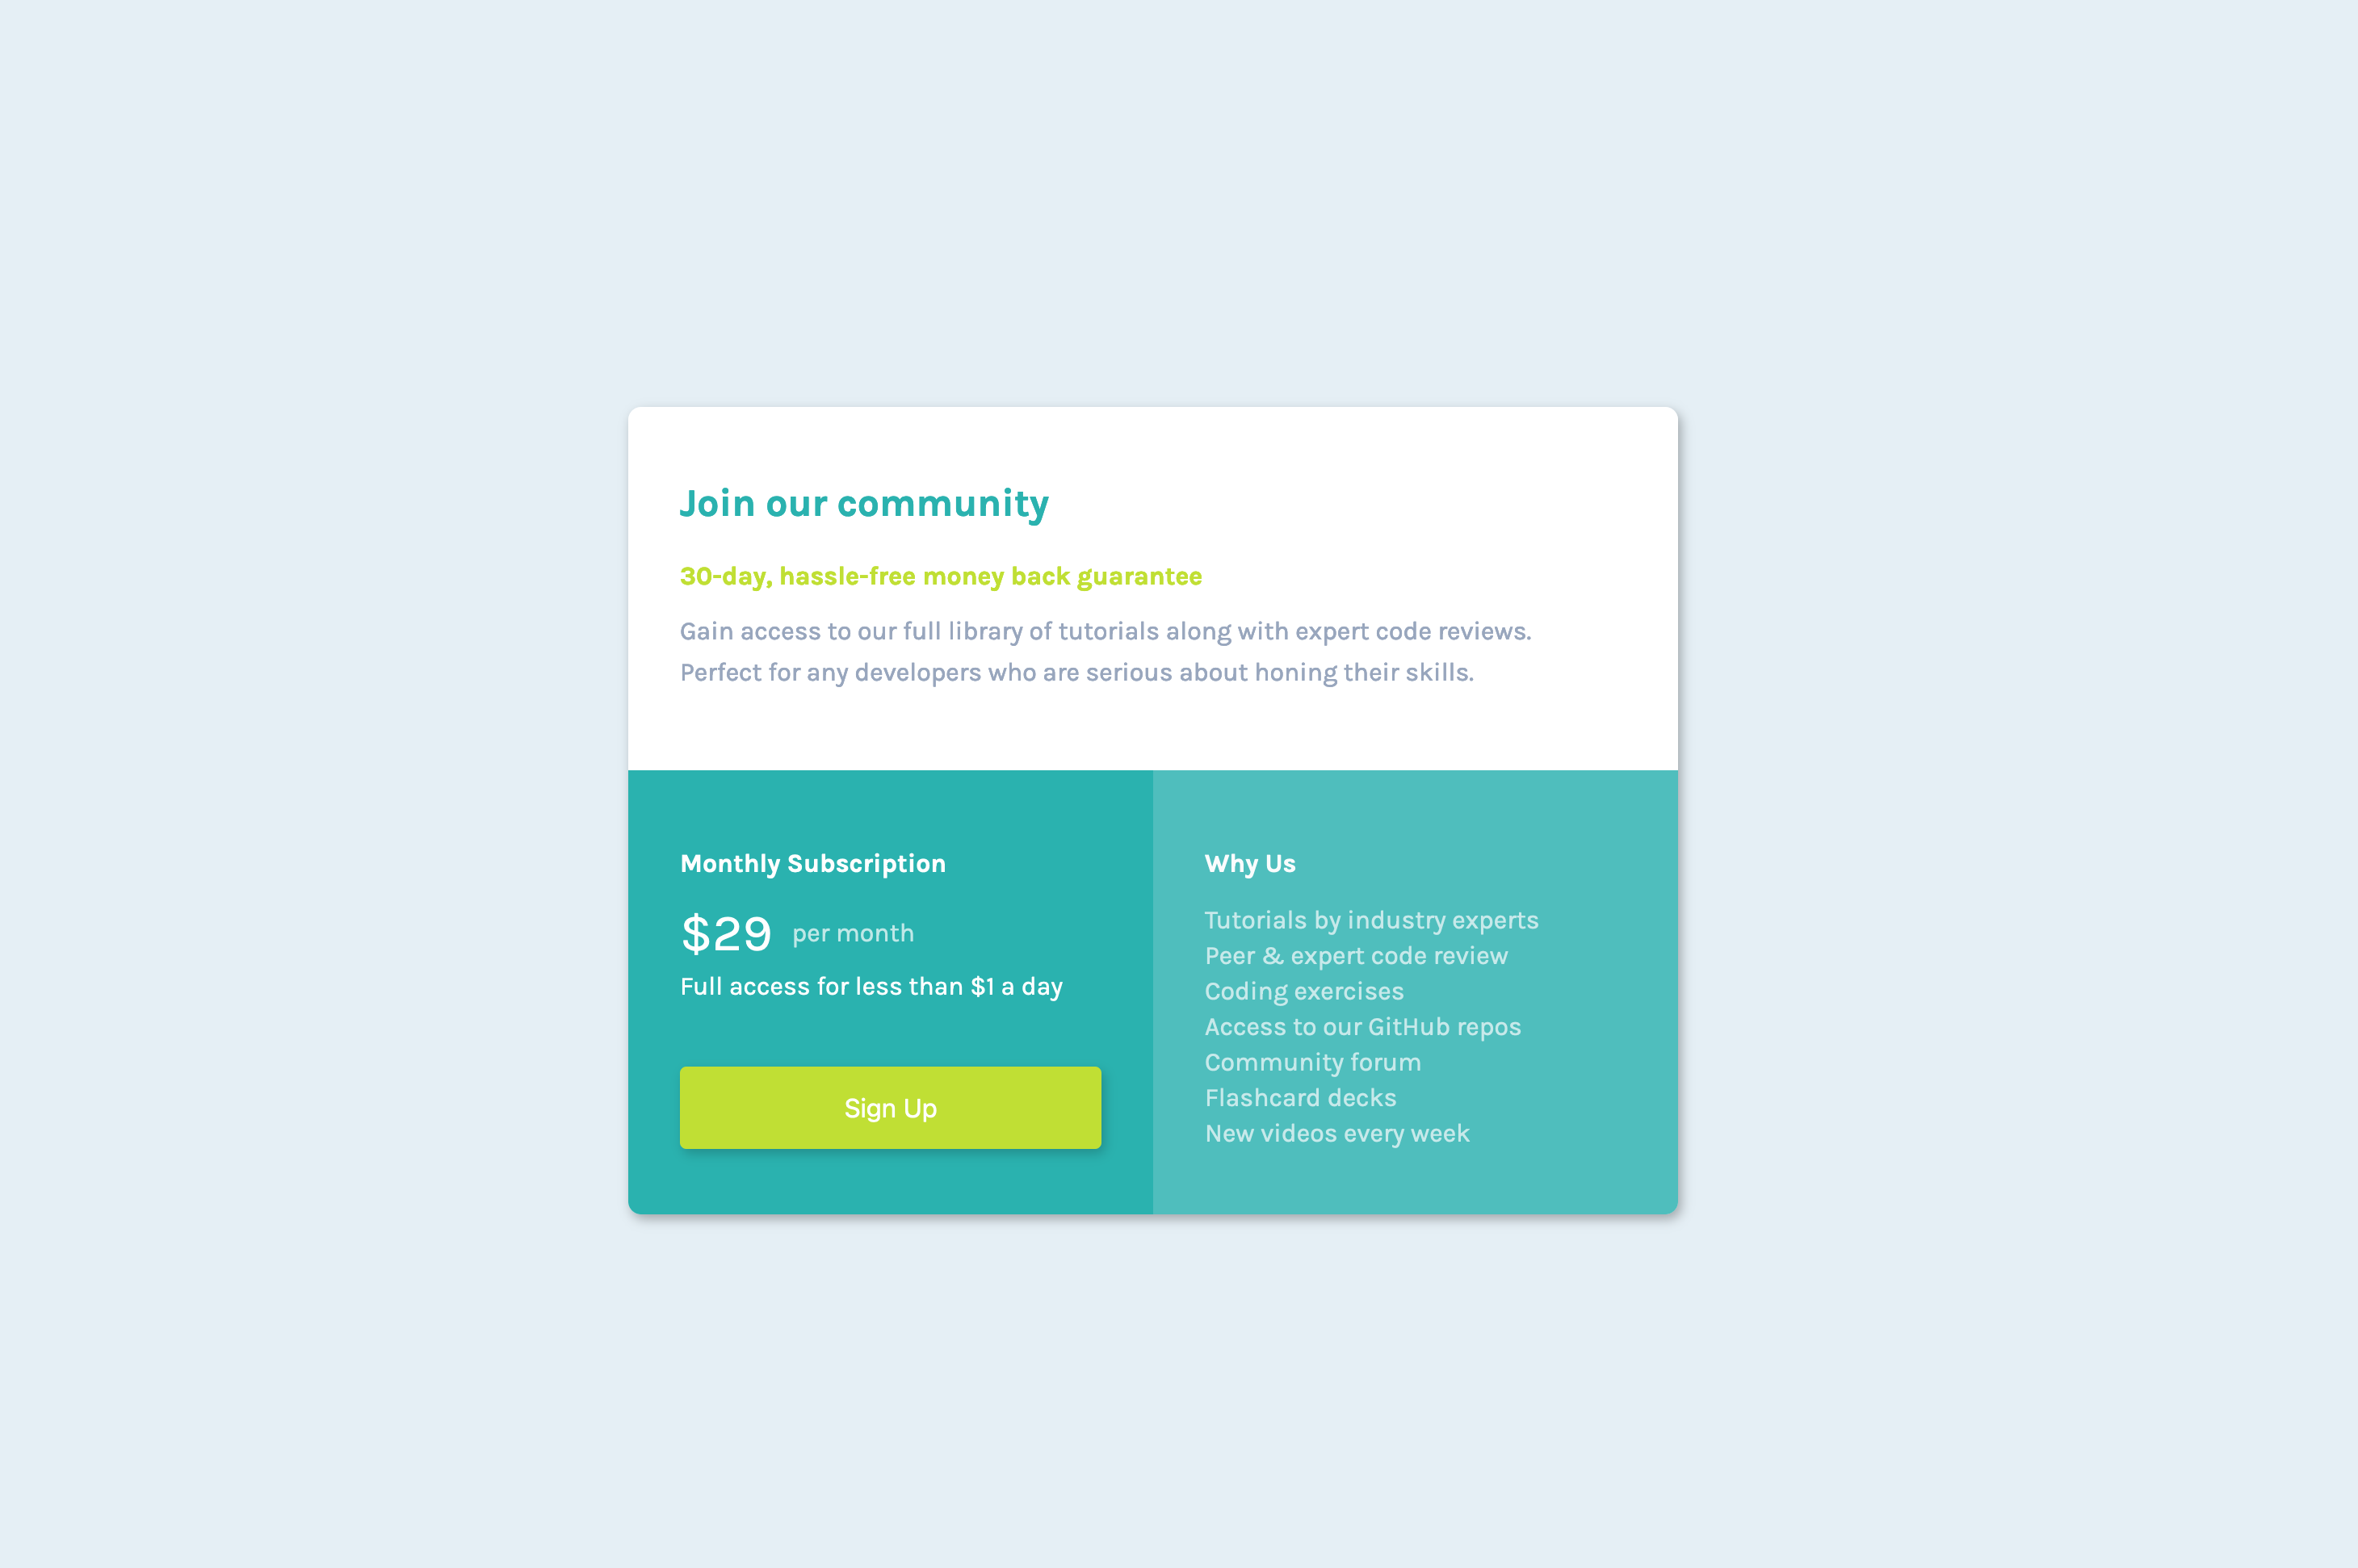 Join our community
30-day, hassle-free money back guarantee
Gain access to our full library of tutorials along with expert code reviews.
Perfect for any developers who are serious about honing their skills.
Monthly Subscription
$29 per month
Full access for less than $1 a day
Sign Up
Why Us
Tutorials by industry experts
Peer & expert code review
Coding exercises
Access to our GitHub repos
Community forum
Flashcard decks
New videos every week